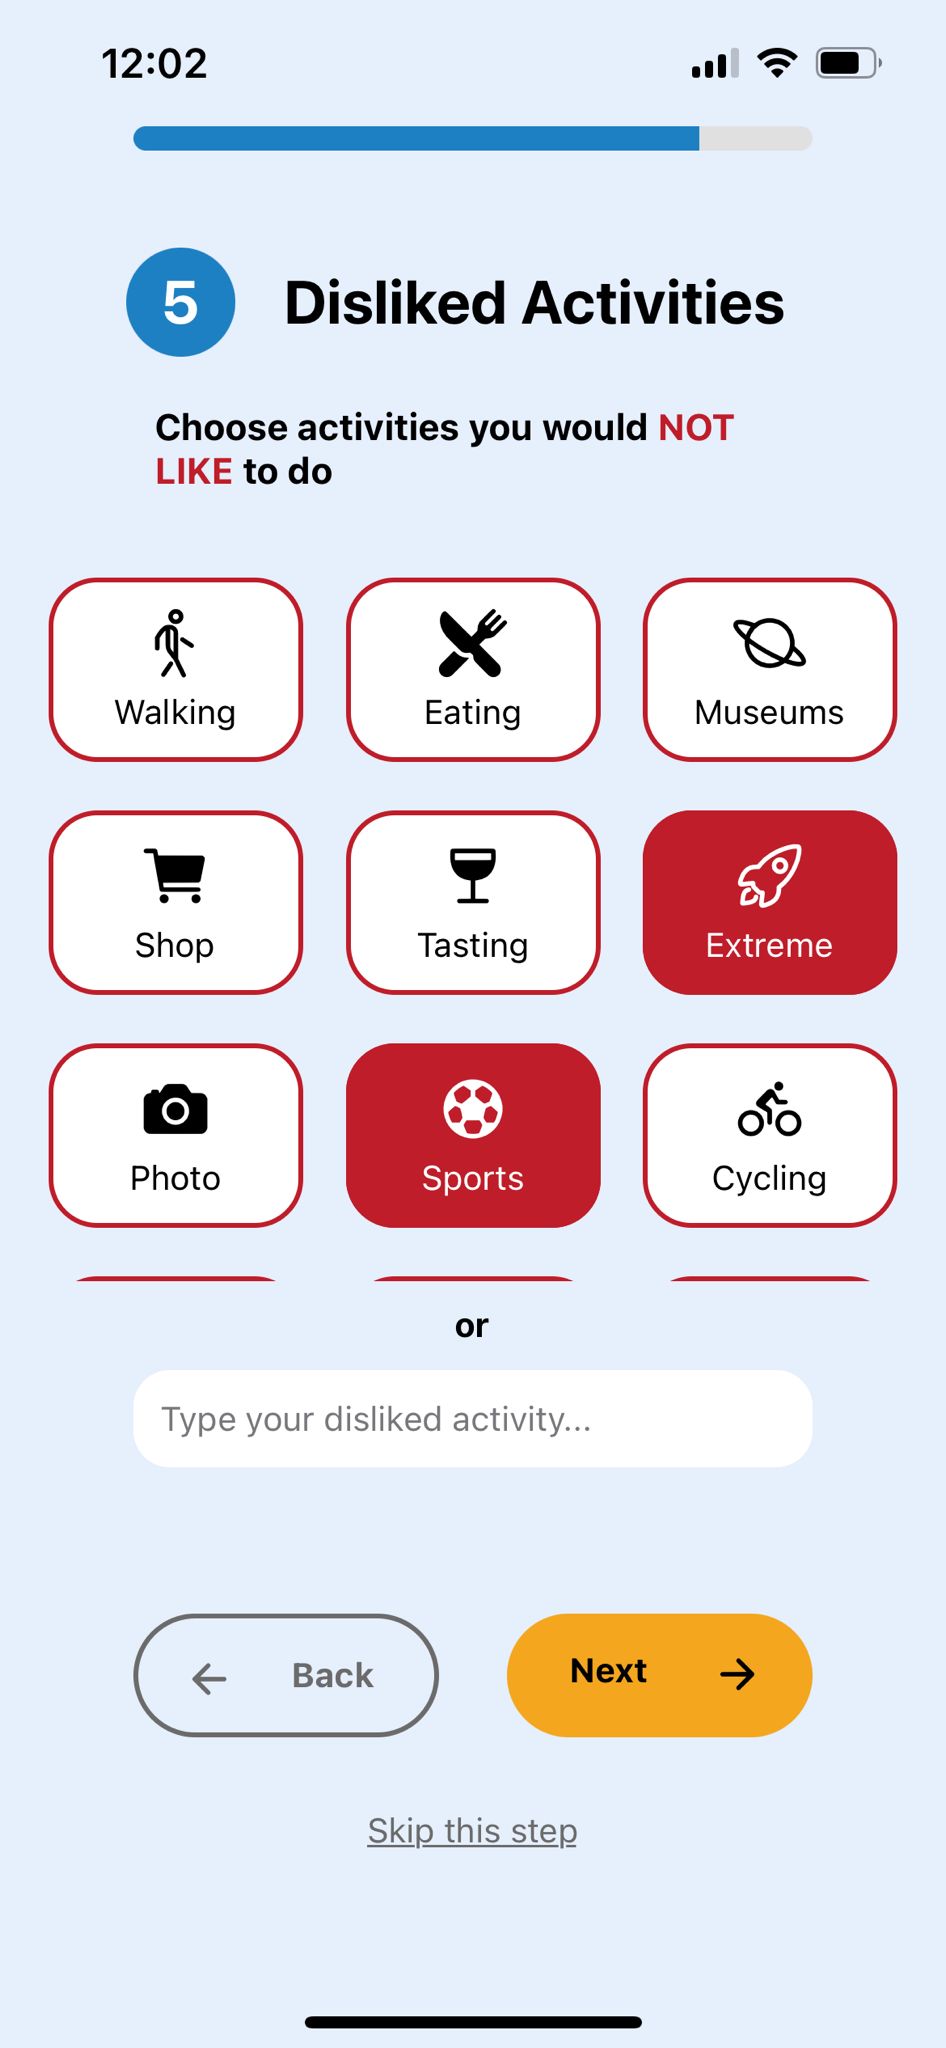 12:02
5 Disliked Activities
Choose activities you would NOT
LIKE to do
Walking Eating Museums
Shop Tasting Extreme
Photo Sports Cycling
or
Type your disliked activity...
Back Next
Skip this step